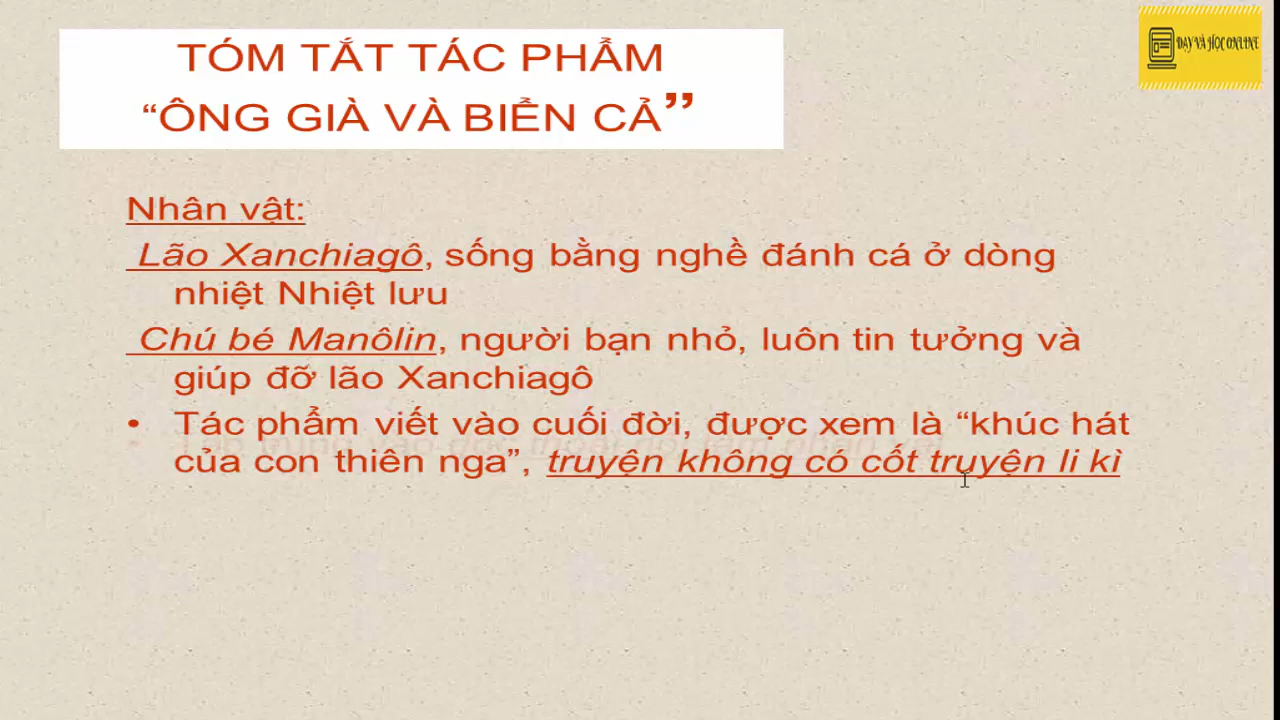 TÓM TẮT TÁC PHẨM
“ÔNG GIÀ VÀ BIỂN CẢ”
DẠY VÀ HỌC ONLINE
Nhân vật:
Lão Xanchiagô, sống bằng nghề đánh cá ở dòng
nhiệt Nhiệt lưu
Chú bé Manôlin, người bạn nhỏ, luôn tin tưởng và
giúp đỡ lão Xanchiagô
• Tác phẩm viết vào cuối đời, được xem là “khúc hát
của con thiên nga”, truyện không có cốt truyện li kì